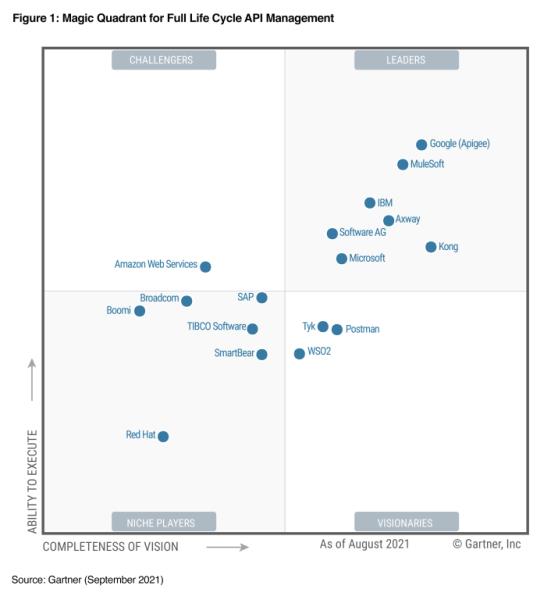 Figure 1: Magic Quadrant for Full Life Cycle API Management
CHALLENGERS
LEADERS
Google (Apigee)
MuleSoft
IBM
Axway
Software AG
Kong
Microsoft
Amazon Web Services
Broadcom
SAP
Boomi
TIBCO Software
Tyk
Postman
SmartBear
WSO2
Red Hat
ABILITY TO EXECUTE
NICHE PLAYERS
VISIONARIES
COMPLETENESS OF VISION
As of August 2021
© Gartner, Inc
Source: Gartner (September 2021)